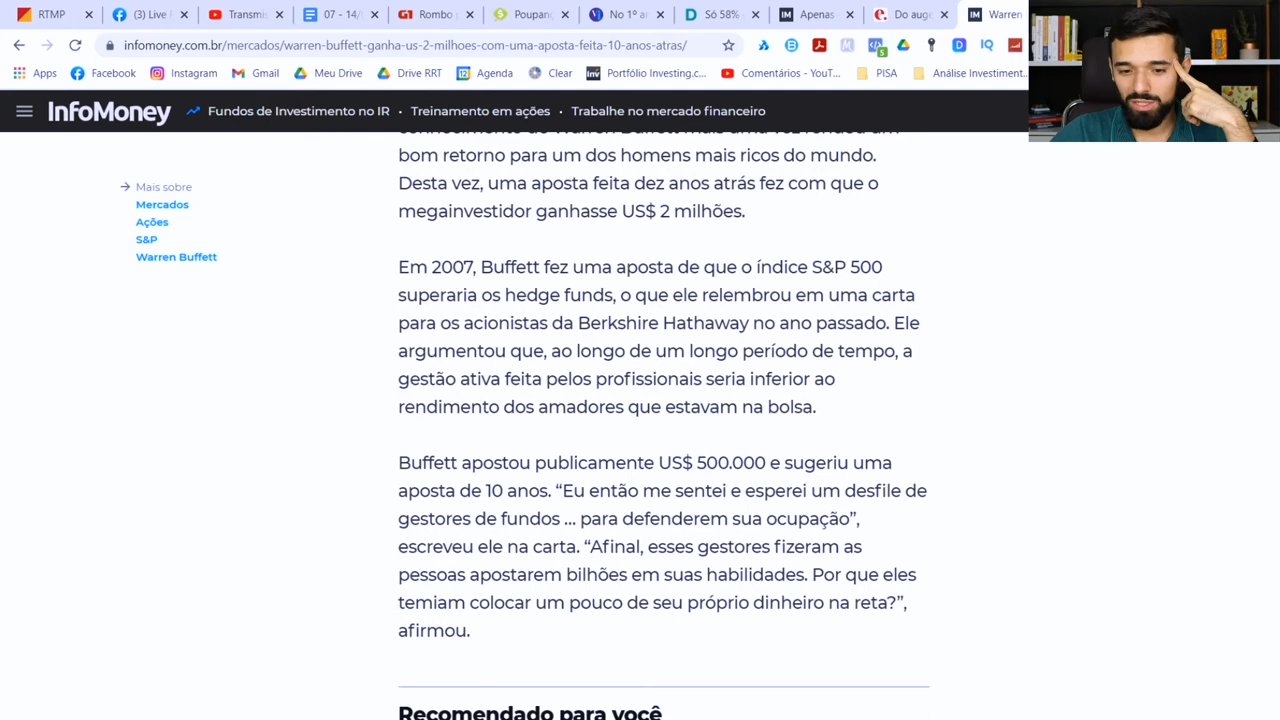 RTMP
(3) Live
Transmis
07 - 14/
Rombo
Poupan
No 1º a
Só 58%
Apenas
Do auge
Warren
infomoney.com.br/mercados/warren-buffett-ganha-us-2-milhoes-com-uma-aposta-feita-10-anos-atras/
Apps
Facebook
Instagram
Gmail
Meu Drive
Drive RRT
Agenda
Clear
Portfólio Investing.c...
Comentários - YouT...
PISA
Análise Investiment
InfoMoney
Fundos de Investimento no IR • Treinamento em ações • Trabalhe no mercado financeiro
Mais sobre
Mercados
Ações
S&P
Warren Buffett
bom retorno para um dos homens mais ricos do mundo.
Desta vez, uma aposta feita dez anos atrás fez com que o
megainvestidor ganhasse US$ 2 milhões.
Em 2007, Buffett fez uma aposta de que o índice S&P 500
superaria os hedge funds, o que ele relembrou em uma carta
para os acionistas da Berkshire Hathaway no ano passado. Ele
argumentou que, ao longo de um longo período de tempo, a
gestão ativa feita pelos profissionais seria inferior ao
rendimento dos amadores que estavam na bolsa.
Buffett apostou publicamente US$ 500.000 e sugeriu uma
aposta de 10 anos. “Eu então me sentei e esperei um desfile de
gestores de fundos ... para defenderem sua ocupação”,
escreveu ele na carta. “Afinal, esses gestores fizeram as
pessoas apostarem bilhões em suas habilidades. Por que eles
temiam colocar um pouco de seu próprio dinheiro na reta?”,
afirmou.
Recomendado para você